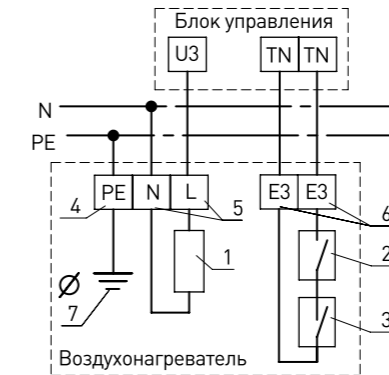 Блок управления
U3 TN TN
N
PE
PE N L E3 E3
4 5 6
1 2
7 3
Воздухонагреватель